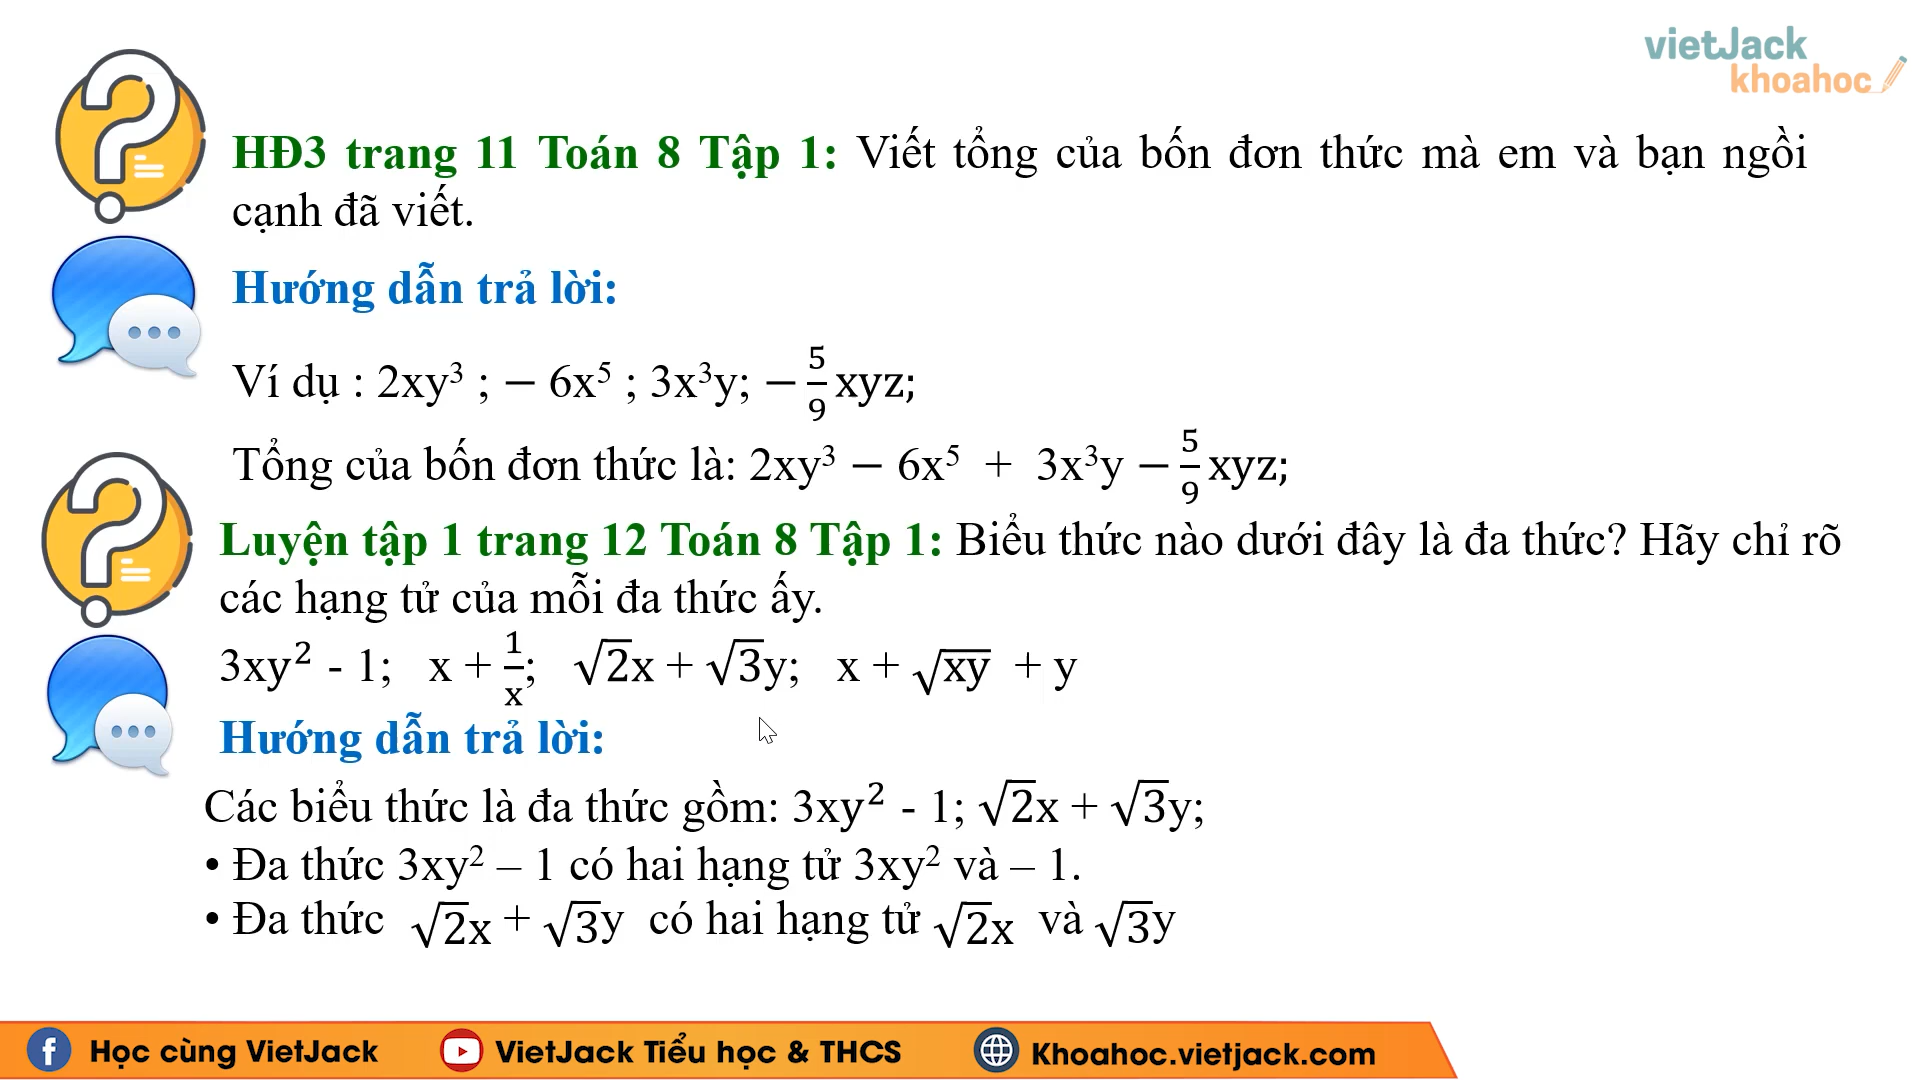 vietJack
khoahoc
HĐ3 trang 11 Toán 8 Tập 1: Viết tổng của bốn đơn thức mà em và bạn ngồi
cạnh đã viết.
Hướng dẫn trả lời:
Ví dụ : 2xy³ ; − 6x⁵ ; 3x³y; − 5/9 xyz;
Tổng của bốn đơn thức là: 2xy³ − 6x⁵ + 3x³y − 5/9 xyz;
Luyện tập 1 trang 12 Toán 8 Tập 1: Biểu thức nào dưới đây là đa thức? Hãy chỉ rõ
các hạng tử của mỗi đa thức ấy.
3xy² - 1; x + 1/x; √2x + √3y; x + √xy + y
Hướng dẫn trả lời:
Các biểu thức là đa thức gồm: 3xy² - 1; √2x + √3y;
• Đa thức 3xy² – 1 có hai hạng tử 3xy² và – 1.
• Đa thức √2x + √3y có hai hạng tử √2x và √3y
Học cùng VietJack
VietJack Tiểu học & THCS
Khoahoc.vietjack.com